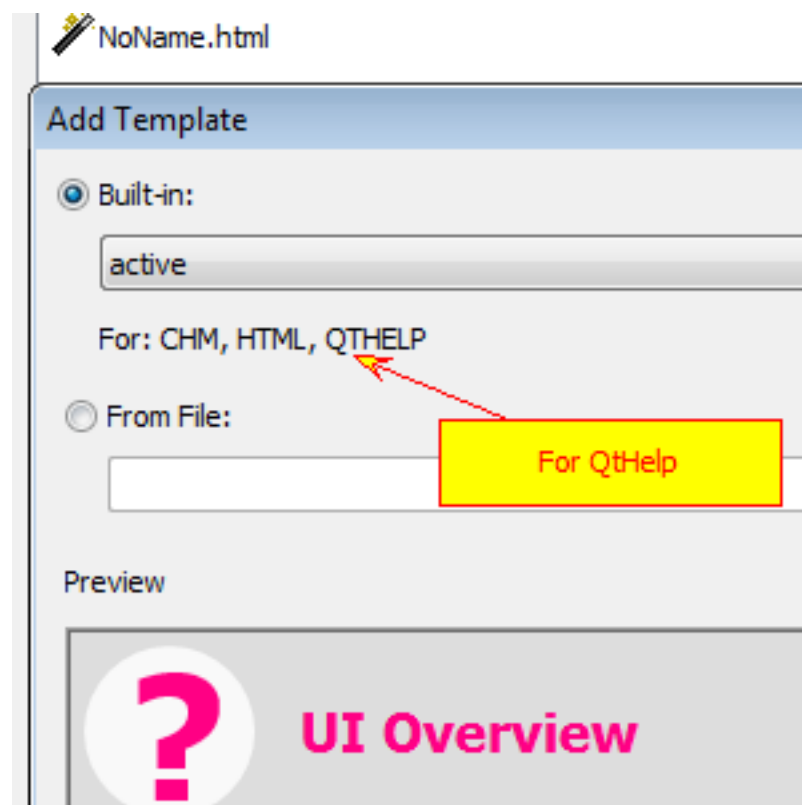 NoName.html
Add Template
Built-in:
active
For: CHM, HTML, QTHELP
From File:
For QtHelp
Preview
?
UI Overview